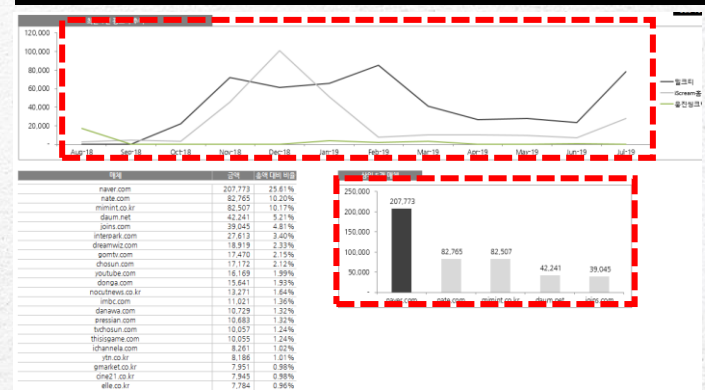 120,000
100,000
80,000
60,000
40,000
20,000
-
Aug-18 Sep-18 Oct-18 Nov-18 Dec-18 Jan-19 Feb-19 Mar-19 Apr-19 May-19 Jun-19 Jul-19
밀크티
매체 금액 총액 대비 비율
naver.com 207,773 25.61%
nate.com 82,765 10.20%
mimint.co.kr 82,507 10.17%
daum.net 42,241 5.21%
joins.com 39,045 4.81%
interpark.com 27,613 3.40%
dreamwiz.com 18,919 2.33%
gomtv.com 17,470 2.15%
chosun.com 17,172 2.12%
youtube.com 16,169 1.99%
donga.com 15,641 1.93%
nocutnews.co.kr 13,271 1.64%
imbc.com 11,021 1.36%
danawa.com 10,729 1.32%
pressian.com 10,683 1.32%
tvchosun.com 10,057 1.24%
thisisgame.com 10,055 1.24%
ichannela.com 8,261 1.02%
ytn.co.kr 8,186 1.01%
gmarket.co.kr 7,951 0.98%
cine21.co.kr 7,945 0.98%
elle.co.kr 7,784 0.96%
250,000
200,000
150,000
100,000
50,000
-
207,773
82,765
82,507
42,241
39,045
naver.com nate.com mimint.co.kr daum.net joins.com